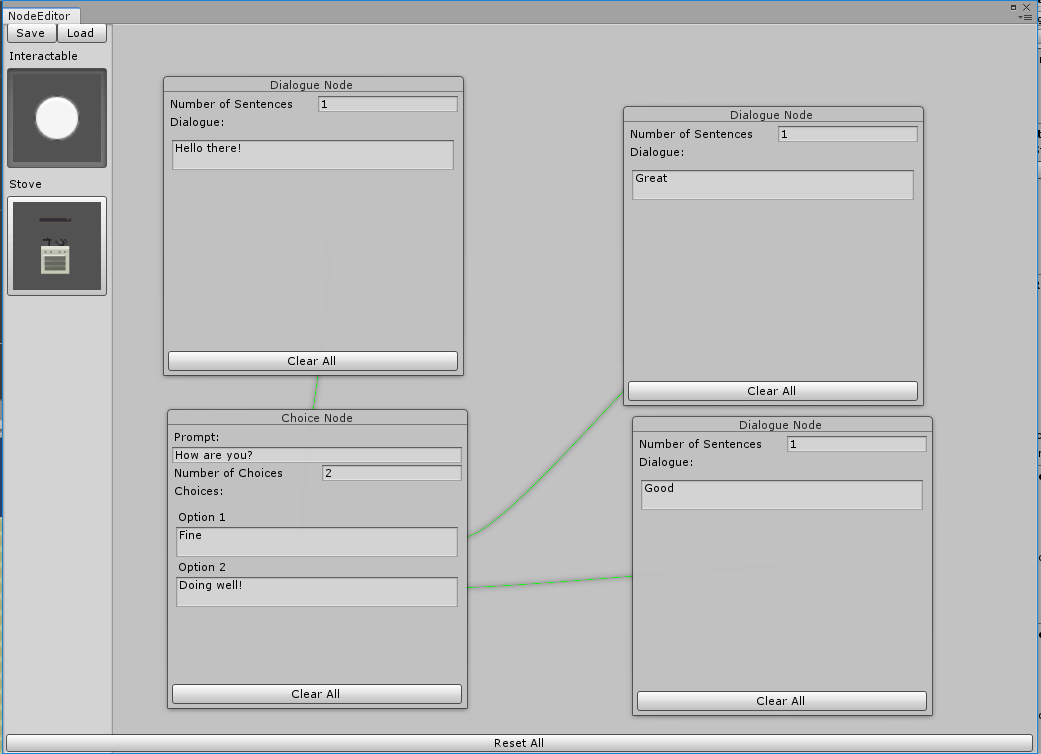 NodeEditor
Save Load
Interactable
Stove
Dialogue Node
Number of Sentences 1
Dialogue:
Hello there!
Clear All
Choice Node
Prompt:
How are you?
Number of Choices 2
Choices:
Option 1
Fine
Option 2
Doing well!
Clear All
Dialogue Node
Number of Sentences 1
Dialogue:
Great
Clear All
Dialogue Node
Number of Sentences 1
Dialogue:
Good
Clear All
Reset All